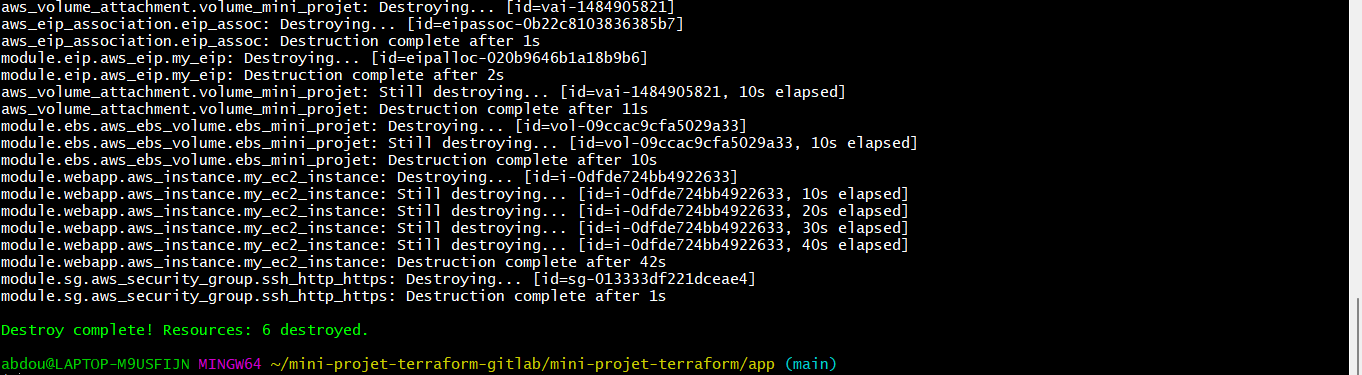 aws_volume_attachment.volume_mini_projet: Destroying... [id=vai-1484905821]
aws_eip_association.eip_assoc: Destroying... [id=eipassoc-0b22c8103836385b7]
aws_eip_association.eip_assoc: Destruction complete after 1s
module.eip.aws_eip.my_eip: Destroying... [id=eipalloc-020b9646b1a18b9b6]
module.eip.aws_eip.my_eip: Destruction complete after 2s
aws_volume_attachment.volume_mini_projet: Still destroying... [id=vai-1484905821, 10s elapsed]
aws_volume_attachment.volume_mini_projet: Destruction complete after 11s
module.ebs.aws_ebs_volume.ebs_mini_projet: Destroying... [id=vol-09ccac9cfa5029a33]
module.ebs.aws_ebs_volume.ebs_mini_projet: Still destroying... [id=vol-09ccac9cfa5029a33, 10s elapsed]
module.ebs.aws_ebs_volume.ebs_mini_projet: Destruction complete after 10s
module.webapp.aws_instance.my_ec2_instance: Destroying... [id=i-0dfde724bb4922633]
module.webapp.aws_instance.my_ec2_instance: Still destroying... [id=i-0dfde724bb4922633, 10s elapsed]
module.webapp.aws_instance.my_ec2_instance: Still destroying... [id=i-0dfde724bb4922633, 20s elapsed]
module.webapp.aws_instance.my_ec2_instance: Still destroying... [id=i-0dfde724bb4922633, 30s elapsed]
module.webapp.aws_instance.my_ec2_instance: Still destroying... [id=i-0dfde724bb4922633, 40s elapsed]
module.webapp.aws_instance.my_ec2_instance: Destruction complete after 42s
module.sg.aws_security_group.ssh_http_https: Destroying... [id=sg-013333df221dceae4]
module.sg.aws_security_group.ssh_http_https: Destruction complete after 1s
Destroy complete! Resources: 6 destroyed.
abdou@LAPTOP-M9USFIJN MINGW64 ~/mini-projet-terraform-gitlab/mini-projet-terraform/app (main)